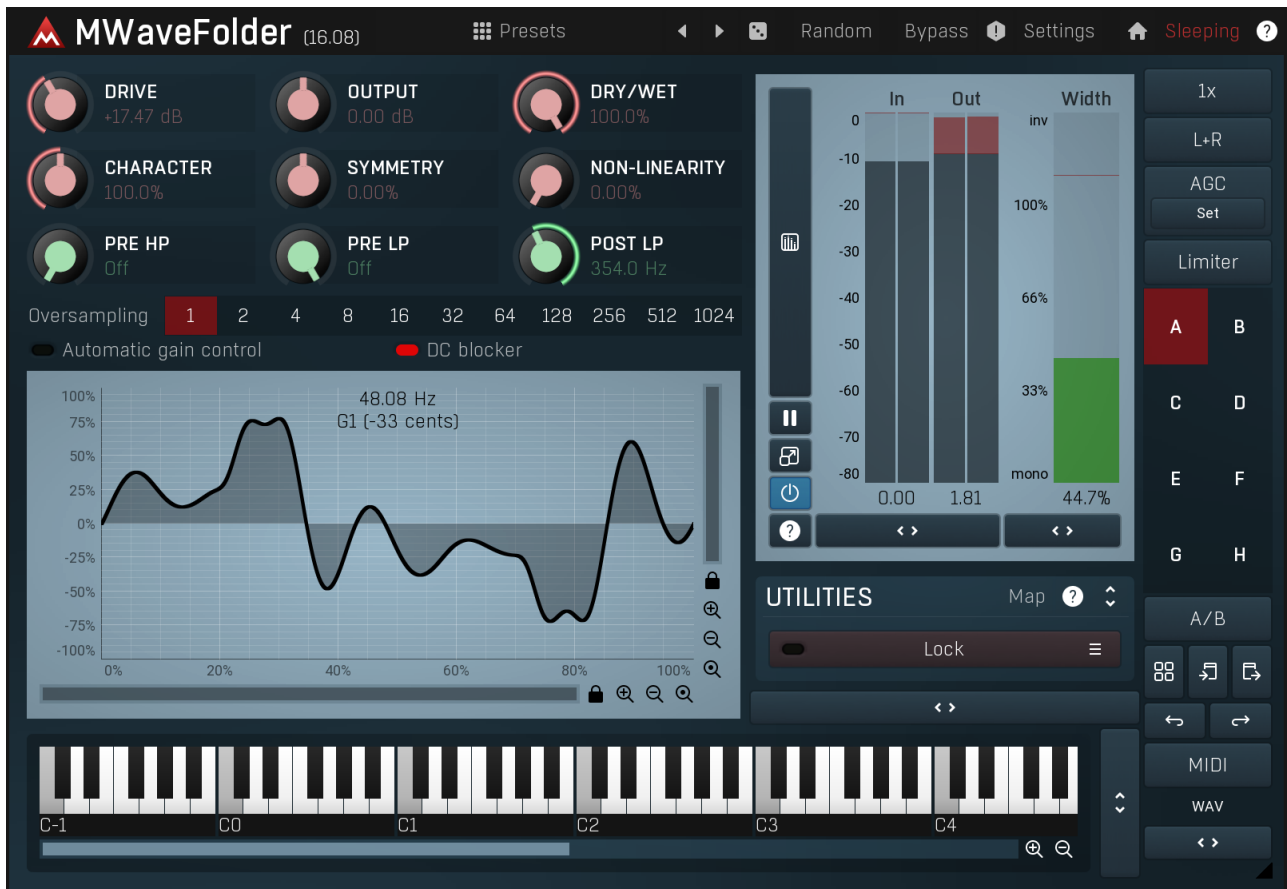 MWaveFolder (16.08) Presets Random Bypass Settings Sleeping ?
DRIVE
+17.47 dB
OUTPUT
0.00 dB
DRY/WET
100.0%
CHARACTER
100.0%
SYMMETRY
0.00%
NON-LINEARITY
0.00%
PRE HP
Off
PRE LP
Off
POST LP
354.0 Hz
Oversampling 1 2 4 8 16 32 64 128 256 512 1024
Automatic gain control DC blocker
48.08 Hz
G1 (-33 cents)
100%
75%
50%
25%
0%
-25%
-50%
-75%
-100%
0% 20% 40% 60% 80% 100%
In Out Width
0
-10
-20
-30
-40
-50
-60
-70
-80
inv
100%
66%
33%
mono
0.00 1.81 44.7%
?
UTILITIES Map ?
Lock
1x
L+R
AGC
Set
Limiter
A B
C D
E F
G H
A/B
MIDI
WAV
C-1 C0 C1 C2 C3 C4